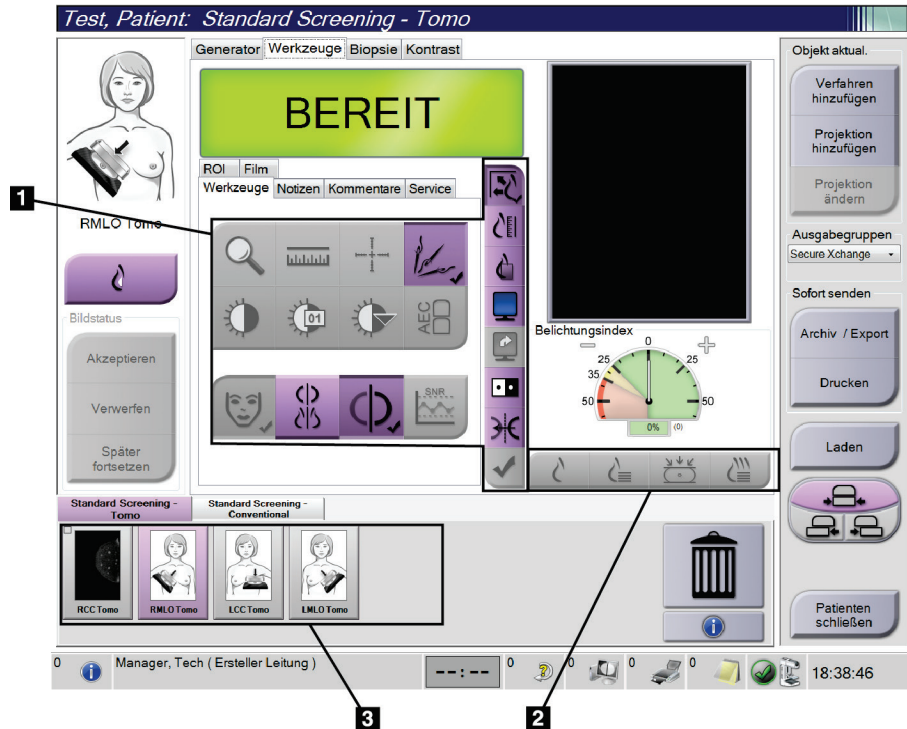 Test, Patient: Standard Screening - Tomo
Generator Werkzeuge Biopsie Kontrast
BEREIT
ROI Film
Werkzeuge Notizen Kommentare Service
1
RMLO Tomo
Bildstatus
Akzeptieren
Verwerfen
Später
fortsetzen
01
AEC
SNR
Belichtungsindex
0
25 25
35
50 50
0% (0)
Objekt aktual.
Verfahren
hinzufügen
Projektion
hinzufügen
Projektion
ändern
Ausgabegruppen
Secure Xchange
Sofort senden
Archiv / Export
Drucken
Laden
Patienten
schließen
Standard Screening -
Tomo
Standard Screening -
Conventional
RCC Tomo
RMLO Tomo
LCC Tomo
LMLO Tomo
0 Manager, Tech ( Ersteller Leitung ) --:-- 0 0 0 0 18:38:46
3
2